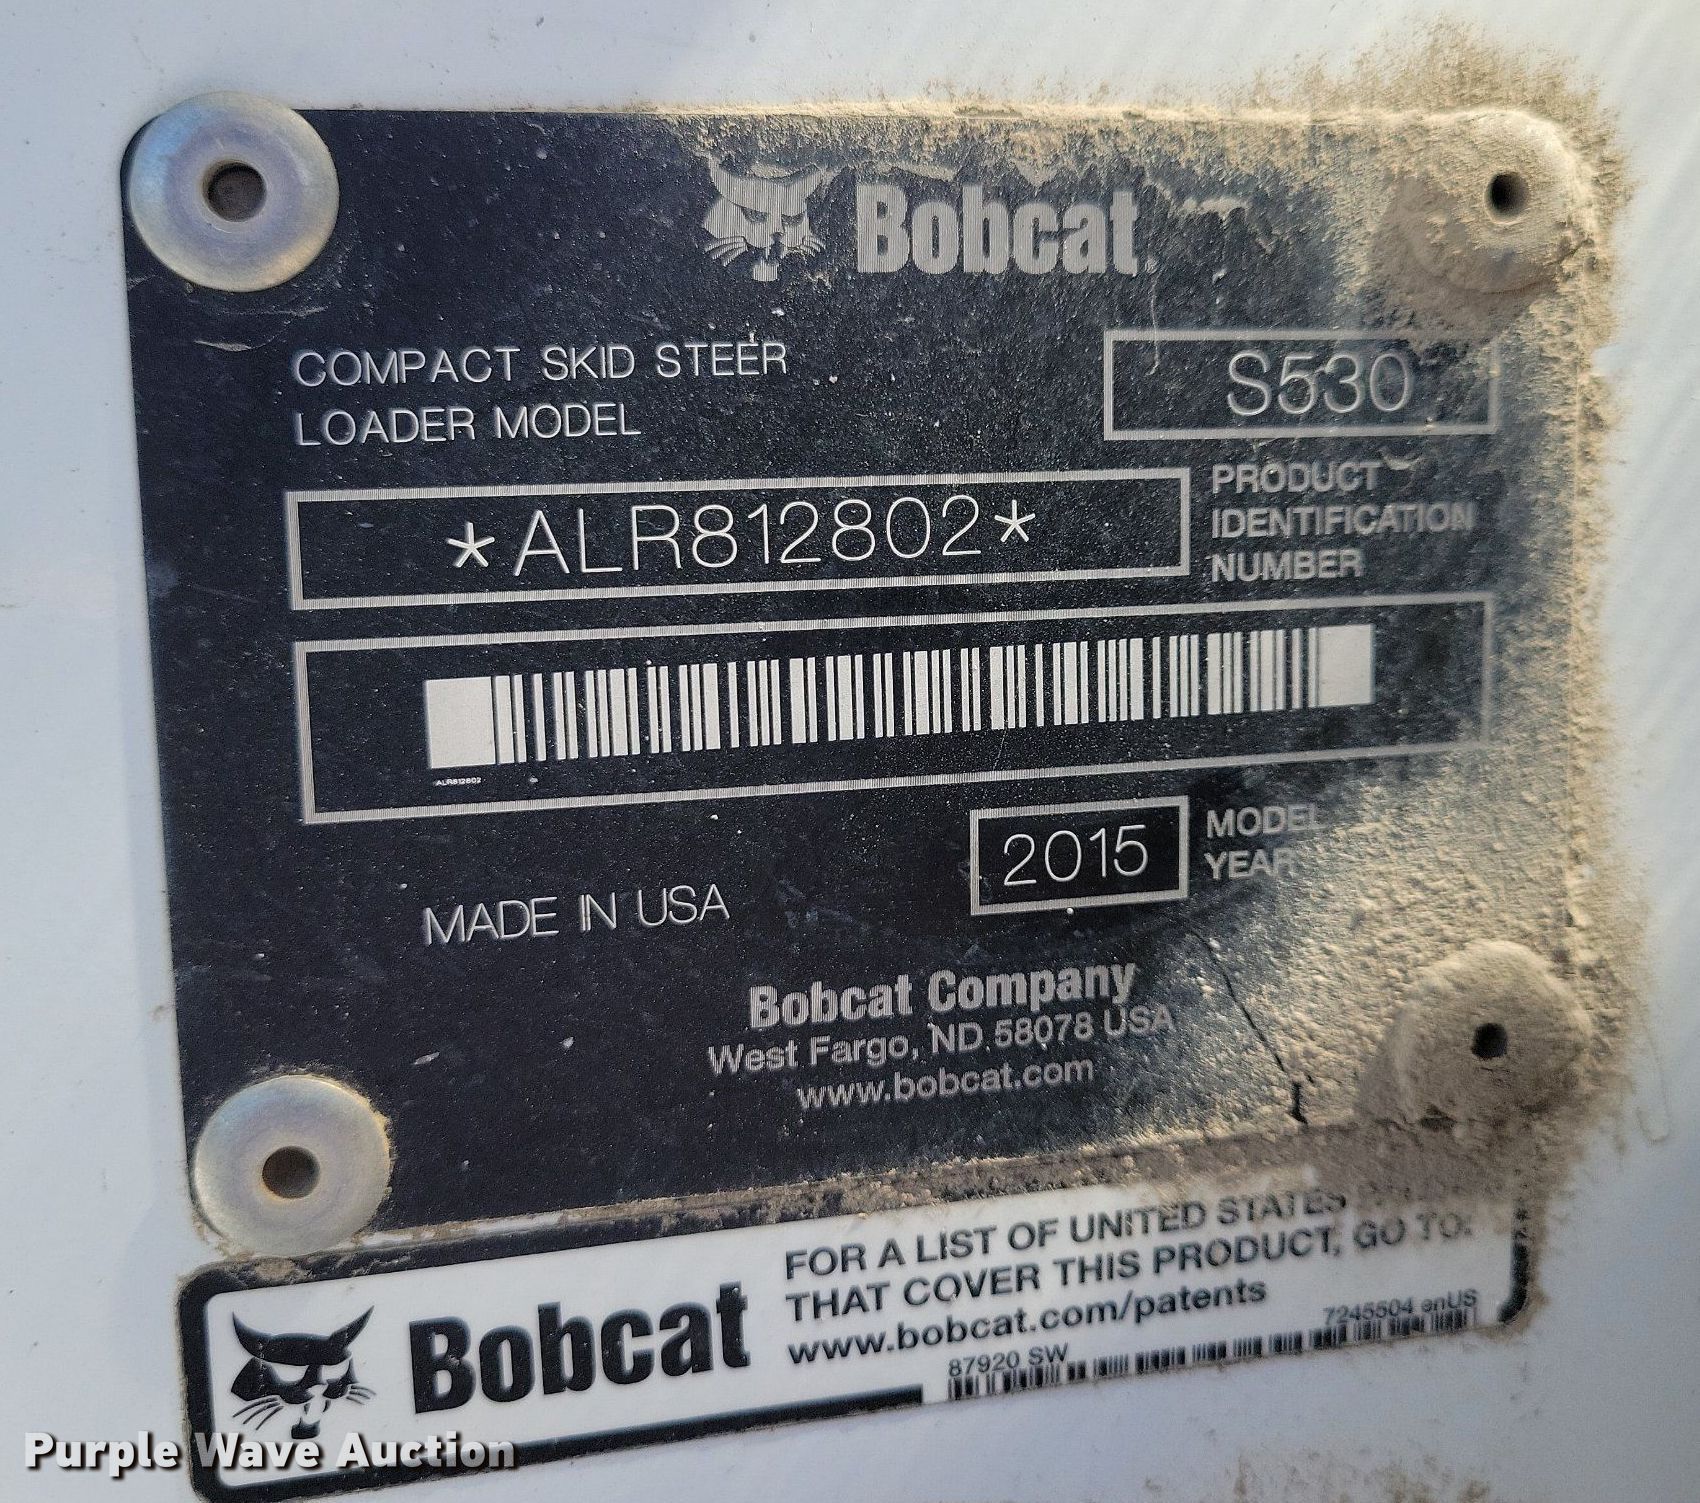 Bobcat
COMPACT SKID STEER
LOADER MODEL
S530
*ALR812802*
PRODUCT
IDENTIFICATION
NUMBER
ALR812802
2015
MODEL
YEAR
MADE IN USA
Bobcat Company
West Fargo, ND 58078 USA
www.bobcat.com
Bobcat
FOR A LIST OF UNITED STATES
THAT COVER THIS PRODUCT, GO TO:
www.bobcat.com/patents
7245504 enUS
87920 SW
Purple Wave Auction